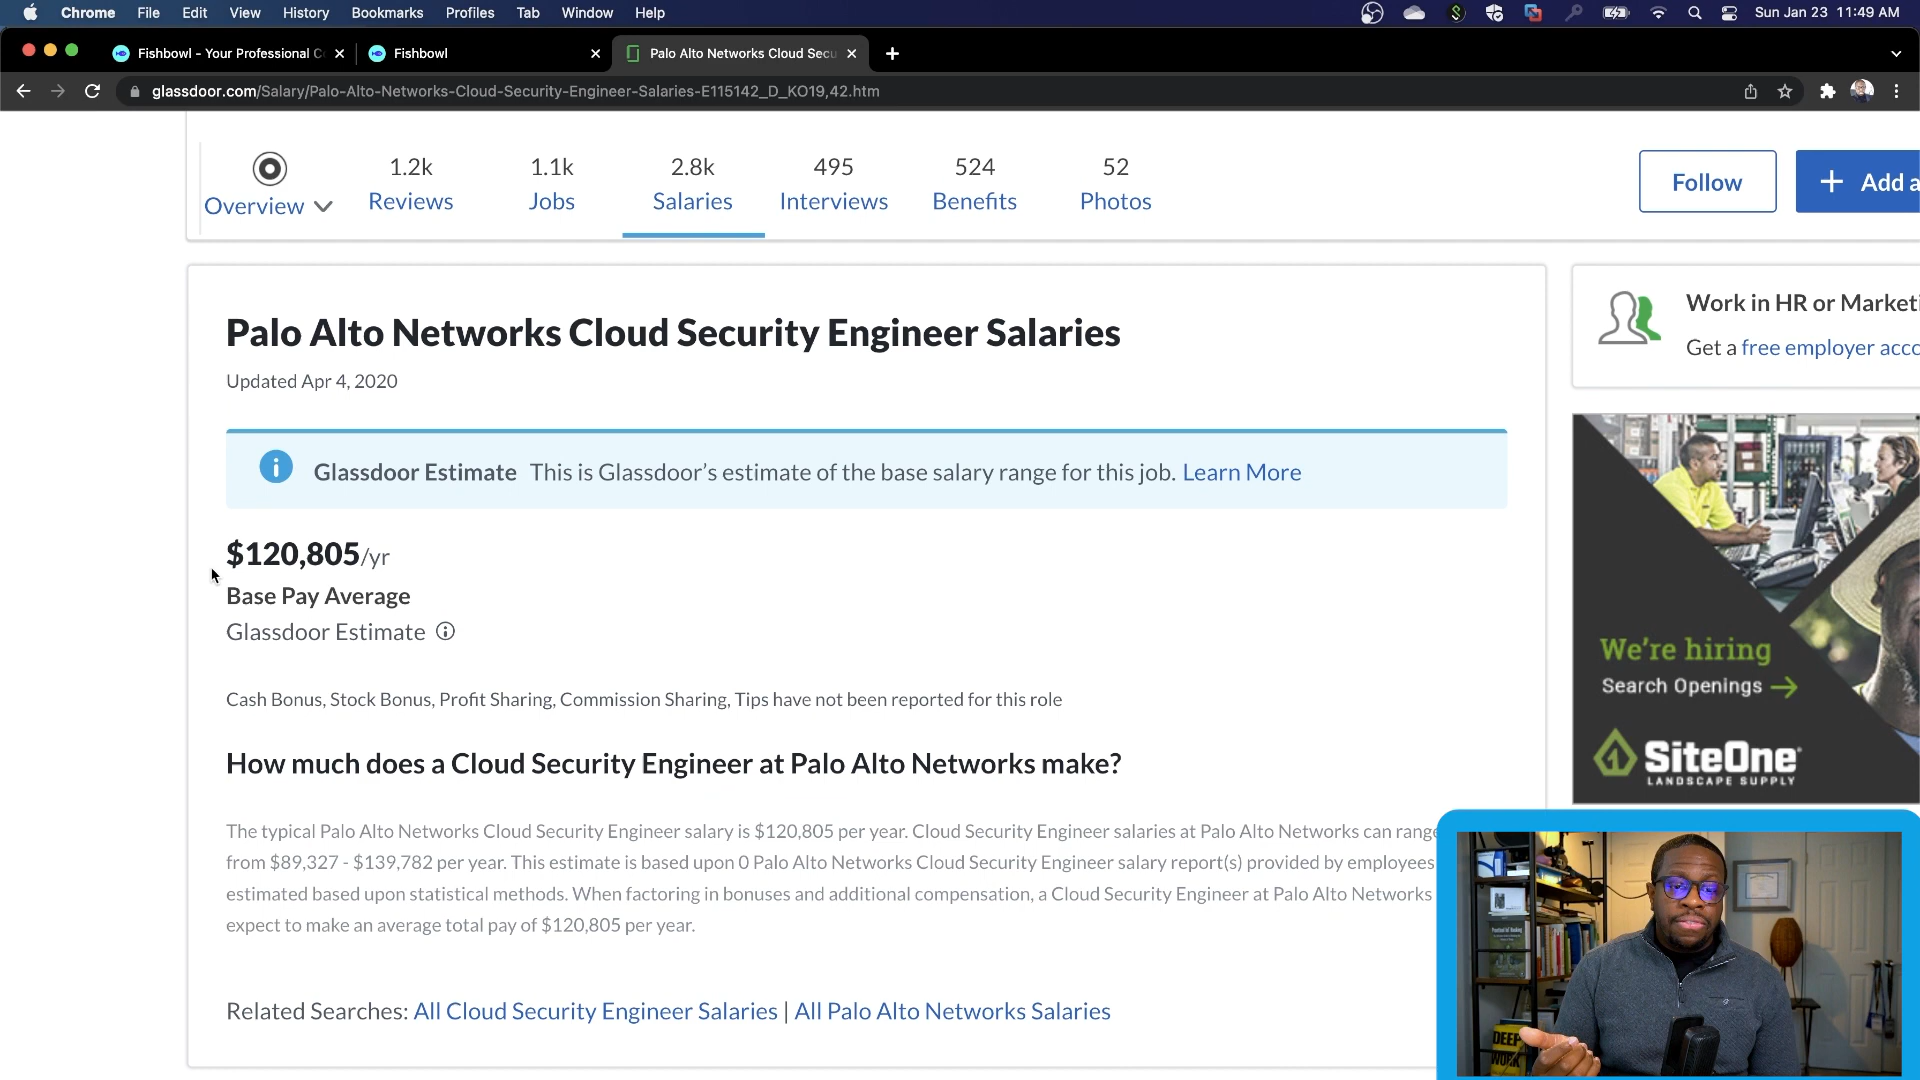 Chrome File Edit View History Bookmarks Profiles Tab Window Help Sun Jan 23 11:49 AM
Fishbowl - Your Professional C Fishbowl Palo Alto Networks Cloud Secu
glassdoor.com/Salary/Palo-Alto-Networks-Cloud-Security-Engineer-Salaries-E115142_D_KO19,42.htm
1.2k 1.1k 2.8k 495 524 52
Overview Reviews Jobs Salaries Interviews Benefits Photos
Follow + Add a
Palo Alto Networks Cloud Security Engineer Salaries
Updated Apr 4, 2020
Glassdoor Estimate This is Glassdoor's estimate of the base salary range for this job. Learn More
$120,805/yr
Base Pay Average
Glassdoor Estimate
Cash Bonus, Stock Bonus, Profit Sharing, Commission Sharing, Tips have not been reported for this role
How much does a Cloud Security Engineer at Palo Alto Networks make?
The typical Palo Alto Networks Cloud Security Engineer salary is $120,805 per year. Cloud Security Engineer salaries at Palo Alto Networks can range
from $89,327 - $139,782 per year. This estimate is based upon 0 Palo Alto Networks Cloud Security Engineer salary report(s) provided by employees
estimated based upon statistical methods. When factoring in bonuses and additional compensation, a Cloud Security Engineer at Palo Alto Networks
expect to make an average total pay of $120,805 per year.
Related Searches: All Cloud Security Engineer Salaries | All Palo Alto Networks Salaries
Work in HR or Marketi
Get a free employer acco
We're hiring
Search Openings
SiteOne
LANDSCAPE SUPPLY
DEEP
WORK